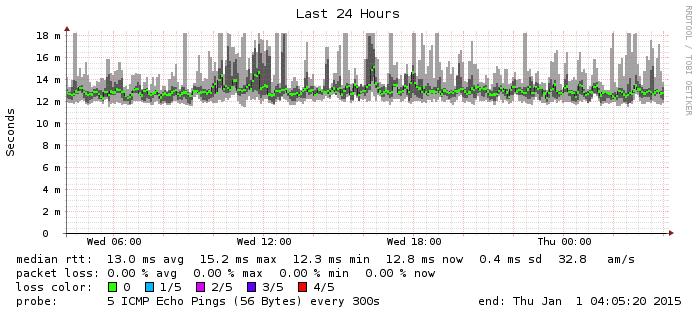 Last 24 Hours
RRDTOOL / TOBI OETIKER
Seconds
18 m
16 m
14 m
12 m
10 m
8 m
6 m
4 m
2 m
0
Wed 06:00 Wed 12:00 Wed 18:00 Thu 00:00
median rtt: 13.0 ms avg 15.2 ms max 12.3 ms min 12.8 ms now 0.4 ms sd 32.8 am/s
packet loss: 0.00 % avg 0.00 % max 0.00 % min 0.00 % now
loss color: 0 1/5 2/5 3/5 4/5
probe: 5 ICMP Echo Pings (56 Bytes) every 300s end: Thu Jan 1 04:05:20 2015